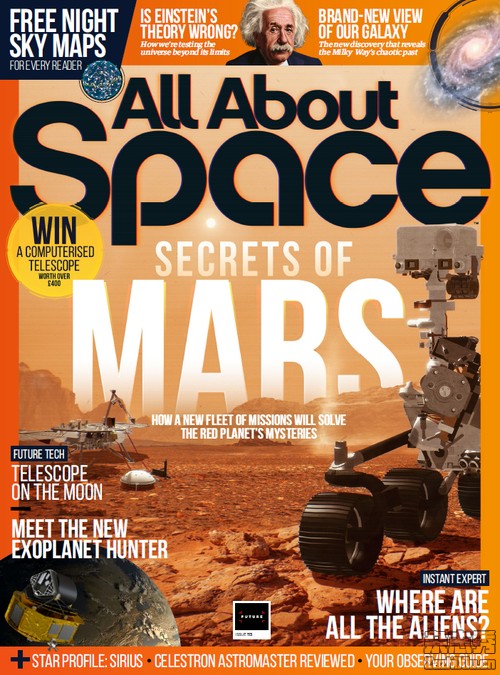 FREE NIGHT
SKY MAPS
FOR EVERY READER
IS EINSTEIN'S
THEORY WRONG?
How we're testing the
universe beyond its limits
BRAND-NEW VIEW
OF OUR GALAXY
The new discovery that reveals
the Milky Way's chaotic past
All About
Space
WIN
A COMPUTERISED
TELESCOPE
WORTH OVER
£400
SECRETS OF
MARS
HOW A NEW FLEET OF MISSIONS WILL SOLVE
THE RED PLANET'S MYSTERIES
FUTURE TECH
TELESCOPE
ON THE MOON
MEET THE NEW
EXOPLANET HUNTER
FUTURE
ISSUE 113
INSTANT EXPERT
WHERE ARE
ALL THE ALIENS?
+ STAR PROFILE: SIRIUS • CELESTRON ASTROMASTER REVIEWED • YOUR OBSERVING GUIDE